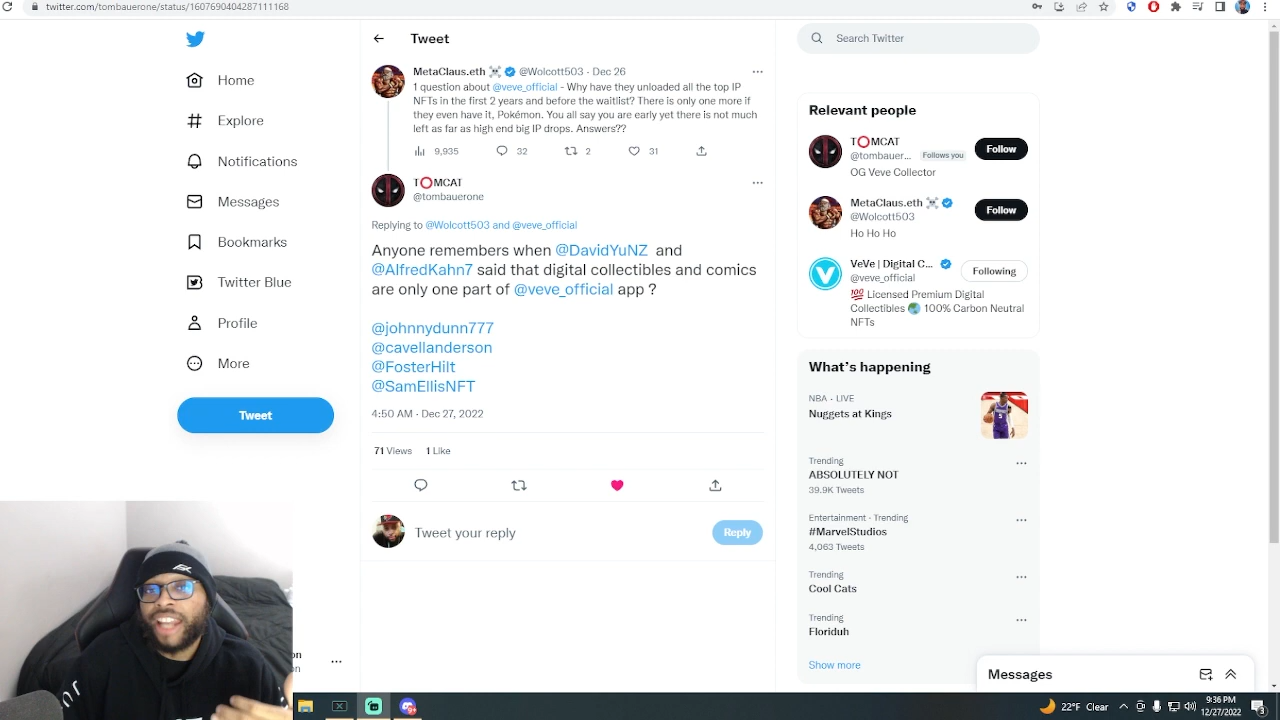 twitter.com/tombauerone/status/1607690404287111168
Home
Explore
Notifications
Messages
Bookmarks
Twitter Blue
Profile
More
Tweet
on
on
Tweet
MetaClaus.eth ☠️ @Wolcott503 · Dec 26
1 question about @veve_official - Why have they unloaded all the top IP
NFTs in the first 2 years and before the waitlist? There is only one more if
they even have it, Pokémon. You all say you are early yet there is not much
left as far as high end big IP drops. Answers??
9,935 32 2 31
T⭕MCAT
@tombauerone
Replying to @Wolcott503 and @veve_official
Anyone remembers when @DavidYuNZ and
@AlfredKahn7 said that digital collectibles and comics
are only one part of @veve_official app ?
@johnnydunn777
@cavellanderson
@FosterHilt
@SamEllisNFT
4:50 AM · Dec 27, 2022
71 Views 1 Like
Tweet your reply
Reply
Search Twitter
Relevant people
T⭕MCAT
@tombauer... Follows you
Follow
OG Veve Collector
MetaClaus.eth ☠️
@Wolcott503
Follow
Ho Ho Ho
VeVe | Digital C...
@veve_official
Following
💯 Licensed Premium Digital
Collectibles 🌏 100% Carbon Neutral
NFTs
What's happening
NBA · LIVE
Nuggets at Kings
Trending
ABSOLUTELY NOT
39.9K Tweets
Entertainment · Trending
#MarvelStudios
4,063 Tweets
Trending
Cool Cats
Trending
Floriduh
Show more
Messages
22°F Clear
9:36 PM
12/27/2022